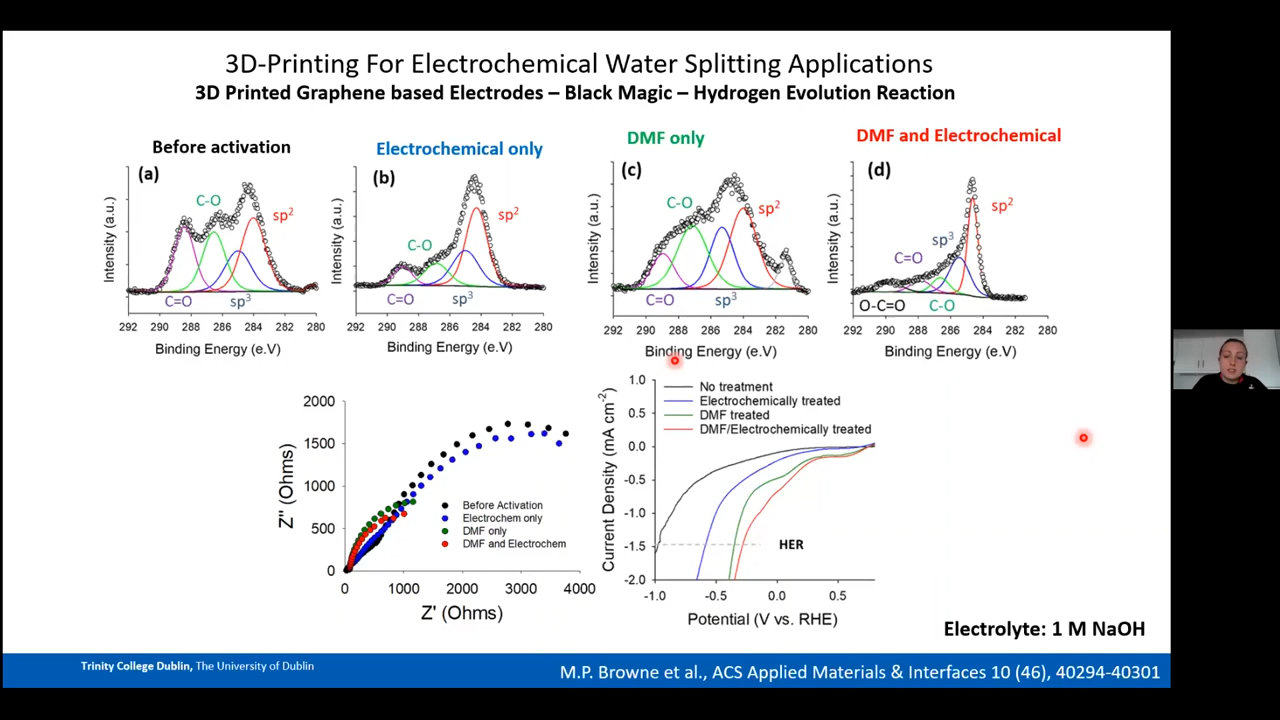 3D-Printing For Electrochemical Water Splitting Applications
3D Printed Graphene based Electrodes – Black Magic – Hydrogen Evolution Reaction
Before activation
Electrochemical only
DMF only
DMF and Electrochemical
(a)
C-O
sp²
C=O
sp³
Intensity (a.u.)
292 290 288 286 284 282 280
Binding Energy (e.V)
(b)
C-O
sp²
C=O
sp³
Intensity (a.u.)
292 290 288 286 284 282 280
Binding Energy (e.V)
(c)
C-O
sp²
C=O
sp³
Intensity (a.u.)
292 290 288 286 284 282 280
Binding Energy (e.V)
(d)
sp²
sp³
C=O
O-C=O
C-O
Intensity (a.u.)
292 290 288 286 284 282 280
Binding Energy (e.V)
2000
1500
1000
500
0
Z'' (Ohms)
Before Activation
Electrochem only
DMF only
DMF and Electrochem
0 1000 2000 3000 4000
Z' (Ohms)
1.0
0.5
0.0
-0.5
-1.0
-1.5
-2.0
Current Density (mA cm⁻²)
No treatment
Electrochemically treated
DMF treated
DMF/Electrochemically treated
HER
-1.0 -0.5 0.0 0.5
Potential (V vs. RHE)
Electrolyte: 1 M NaOH
Trinity College Dublin, The University of Dublin
M.P. Browne et al., ACS Applied Materials & Interfaces 10 (46), 40294-40301